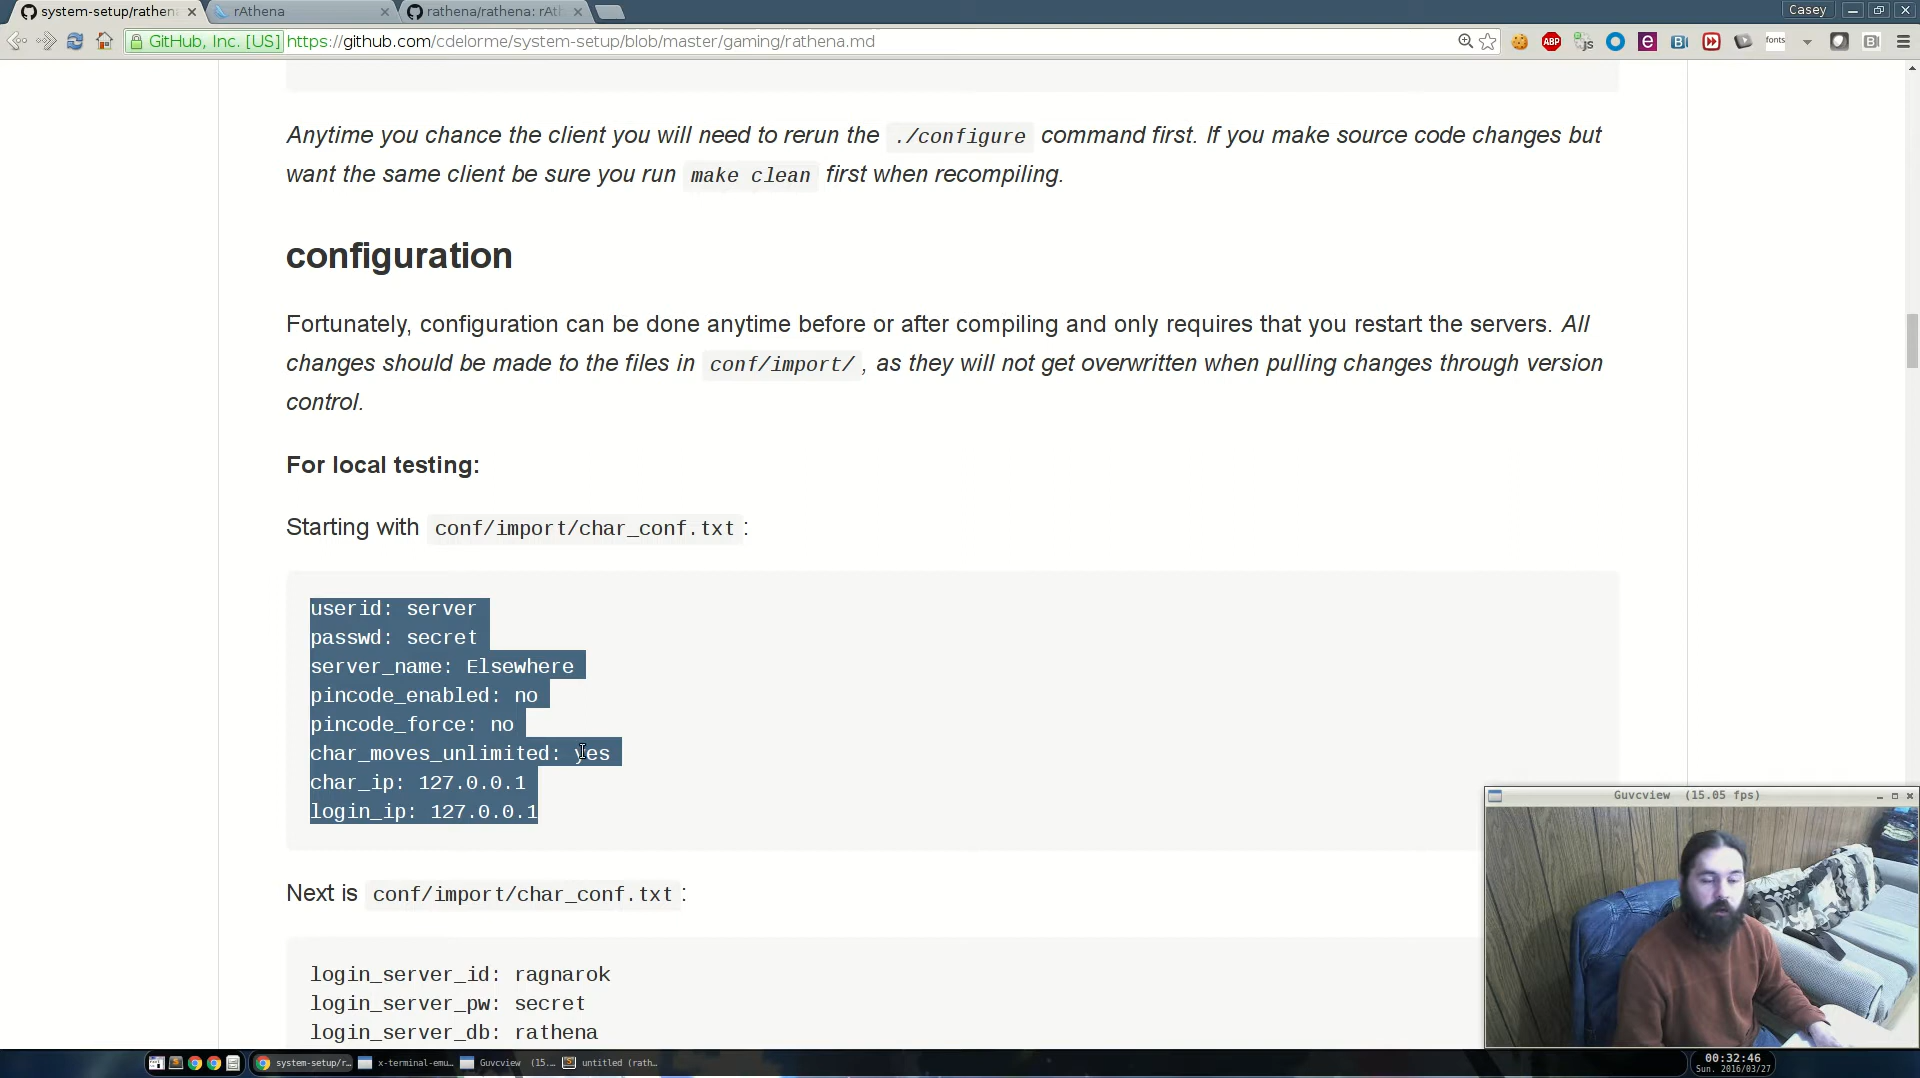 system-setup/rathena
rAthena
rathena/rathena: rAth
Casey
GitHub, Inc. [US]
https://github.com/cdelorme/system-setup/blob/master/gaming/rathena.md
ABP
js
e
fonts
Anytime you chance the client you will need to rerun the ./configure command first. If you make source code changes but
want the same client be sure you run make clean first when recompiling.
configuration
Fortunately, configuration can be done anytime before or after compiling and only requires that you restart the servers. All
changes should be made to the files in conf/import/ , as they will not get overwritten when pulling changes through version
control.
For local testing:
Starting with conf/import/char_conf.txt :
userid: server
passwd: secret
server_name: Elsewhere
pincode_enabled: no
pincode_force: no
char_moves_unlimited: yes
char_ip: 127.0.0.1
login_ip: 127.0.0.1
Next is conf/import/char_conf.txt :
login_server_id: ragnarok
login_server_pw: secret
login_server_db: rathena
Guvcview (15.05 fps)
system-setup/r...
x-terminal-emu...
Guvcview (15....
untitled (rath...
00:32:46
Sun. 2016/03/27